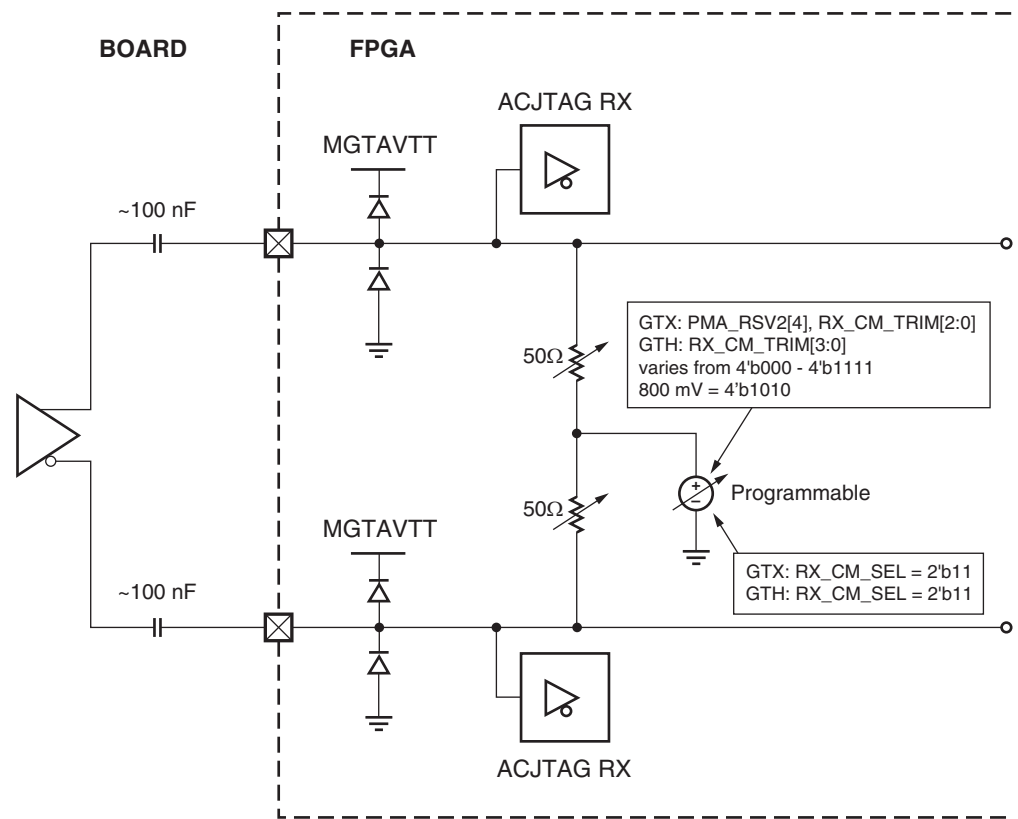 BOARD
FPGA
ACJTAG RX
MGTAVTT
~100 nF
GTX: PMA_RSV2[4], RX_CM_TRIM[2:0]
GTH: RX_CM_TRIM[3:0]
varies from 4'b000 - 4'b1111
800 mV = 4’b1010
50Ω
+
−
Programmable
50Ω
MGTAVTT
GTX: RX_CM_SEL = 2'b11
GTH: RX_CM_SEL = 2'b11
~100 nF
ACJTAG RX